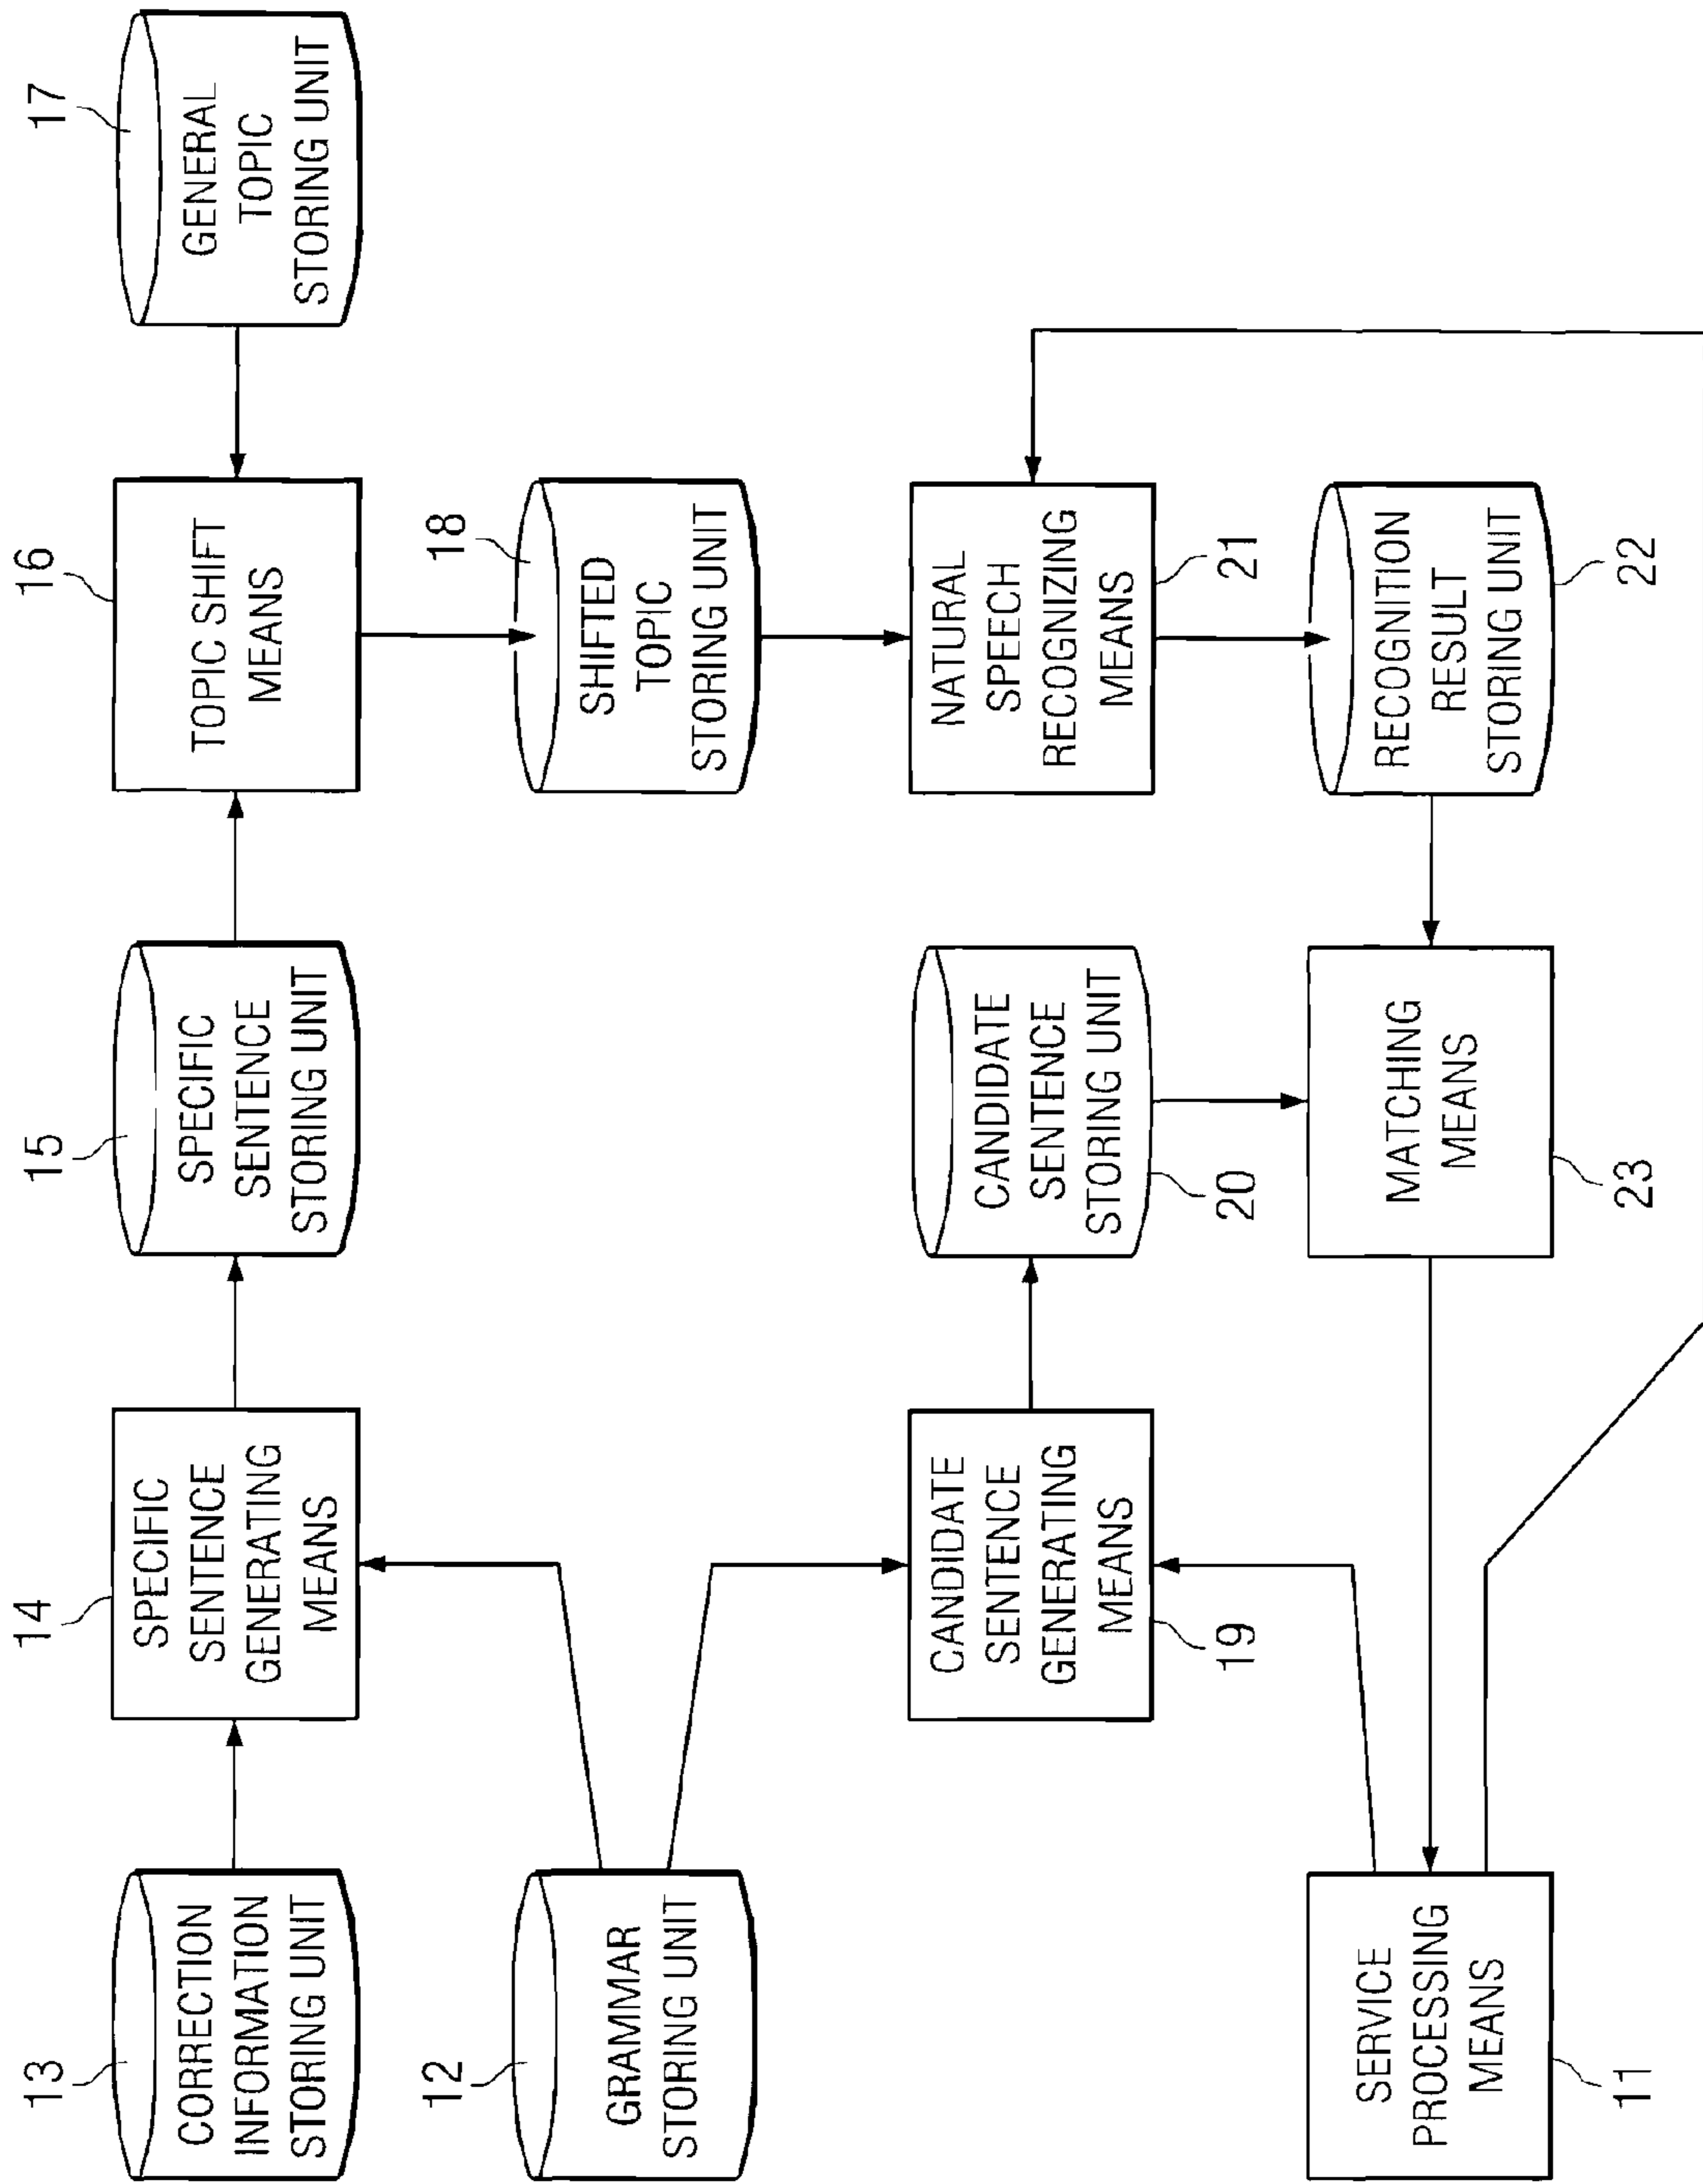 13
CORRECTION
INFORMATION
STORING UNIT
14
SPECIFIC
SENTENCE
GENERATING
MEANS
15
SPECIFIC
SENTENCE
STORING UNIT
16
TOPIC SHIFT
MEANS
17
GENERAL
TOPIC
STORING UNIT
12
GRAMMAR
STORING UNIT
18
SHIFTED
TOPIC
STORING UNIT
CANDIDATE
SENTENCE
GENERATING
MEANS
19
CANDIDATE
SENTENCE
STORING UNIT
20
NATURAL
SPEECH
RECOGNIZING
MEANS
21
SERVICE
PROCESSING
MEANS
11
MATCHING
MEANS
23
RECOGNITION
RESULT
STORING UNIT
22